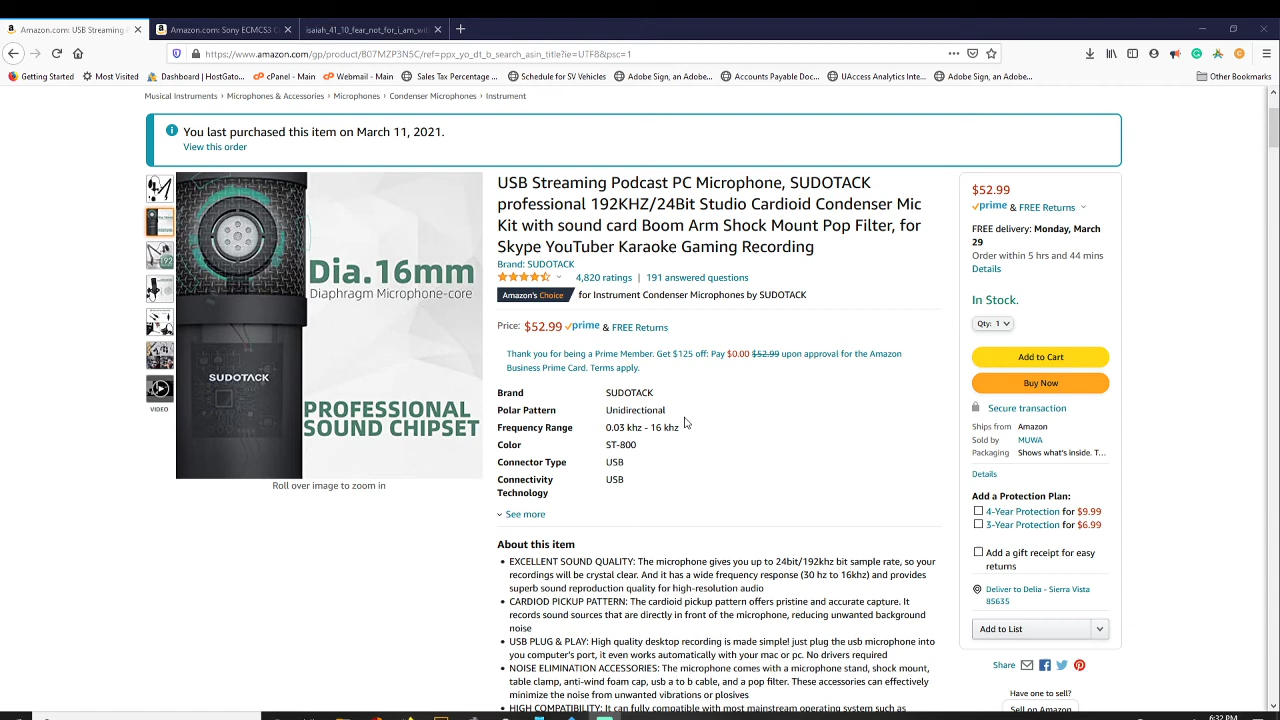 Amazon.com: USB Streaming
Amazon.com: Sony ECMCS3 C
isaiah_41_10_fear_not_for_i_am_with
https://www.amazon.com/gp/product/B07MZP3N5C/ref=ppx_yo_dt_b_search_asin_title?ie=UTF8&psc=1
Getting Started
Most Visited
Dashboard | HostGato...
cPanel - Main
Webmail - Main
Sales Tax Percentage ...
Schedule for SV Vehicles
Adobe Sign, an Adobe...
Accounts Payable Doc...
UAccess Analytics Inte...
Adobe Sign, an Adobe...
Other Bookmarks
Musical Instruments › Microphones & Accessories › Microphones › Condenser Microphones › Instrument
You last purchased this item on March 11, 2021.
View this order
Dia.16mm
Diaphragm Microphone-core
SUDOTACK
PROFESSIONAL
SOUND CHIPSET
VIDEO
Roll over image to zoom in
USB Streaming Podcast PC Microphone, SUDOTACK
professional 192KHZ/24Bit Studio Cardioid Condenser Mic
Kit with sound card Boom Arm Shock Mount Pop Filter, for
Skype YouTuber Karaoke Gaming Recording
Brand: SUDOTACK
4,820 ratings | 191 answered questions
Amazon's Choice for Instrument Condenser Microphones by SUDOTACK
Price: $52.99 prime & FREE Returns
Thank you for being a Prime Member. Get $125 off: Pay $0.00 $52.99 upon approval for the Amazon
Business Prime Card. Terms apply.
Brand SUDOTACK
Polar Pattern Unidirectional
Frequency Range 0.03 khz - 16 khz
Color ST-800
Connector Type USB
Connectivity USB
Technology
See more
About this item
• EXCELLENT SOUND QUALITY: The microphone gives you up to 24bit/192khz bit sample rate, so your
recordings will be crystal clear. And it has a wide frequency response (30 hz to 16khz) and provides
superb sound reproduction quality for high-resolution audio
• CARDIOD PICKUP PATTERN: The cardioid pickup pattern offers pristine and accurate capture. It
records sound sources that are directly in front of the microphone, reducing unwanted background
noise
• USB PLUG & PLAY: High quality desktop recording is made simple! just plug the usb microphone into
you computer's port, it even works automatically with your mac or pc. No drivers required
• NOISE ELIMINATION ACCESSORIES: The microphone comes with a microphone stand, shock mount,
table clamp, anti-wind foam cap, usb a to b cable, and a pop filter. These accessories can effectively
minimize the noise from unwanted vibrations or plosives
• HIGH COMPATIBILITY: It can fully compatible with most mainstream operating system such as
$52.99
prime & FREE Returns
FREE delivery: Monday, March
29
Order within 5 hrs and 44 mins
Details
In Stock.
Qty: 1
Add to Cart
Buy Now
Secure transaction
Ships from Amazon
Sold by MUWA
Packaging Shows what's inside. T...
Details
Add a Protection Plan:
4-Year Protection for $9.99
3-Year Protection for $6.99
Add a gift receipt for easy
returns
Deliver to Delia - Sierra Vista
85635
Add to List
Share
Have one to sell?
Sell on Amazon
6:32 PM